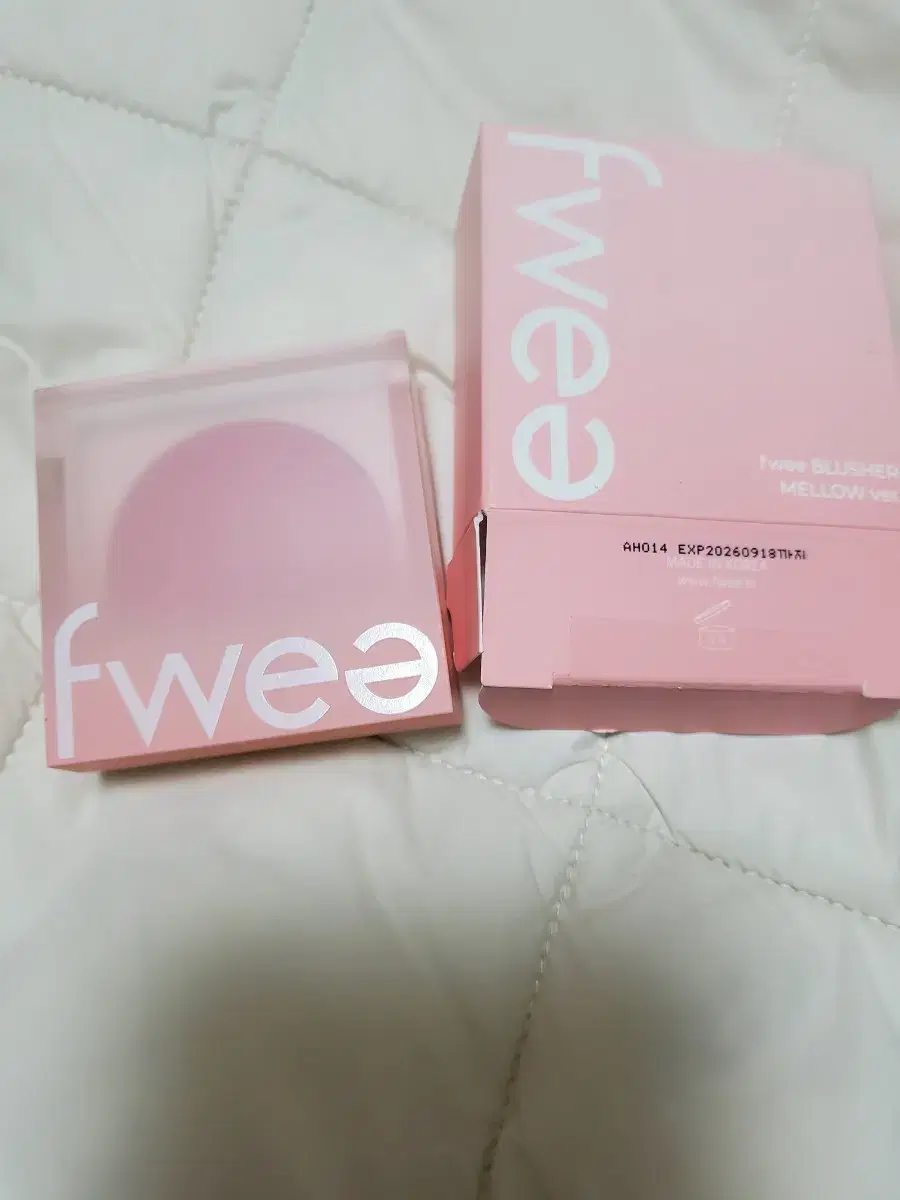 fwee
fwee
fwee BLUSHER
MELLOW ver.
AH014 EXP20260918까지
MADE IN KOREA